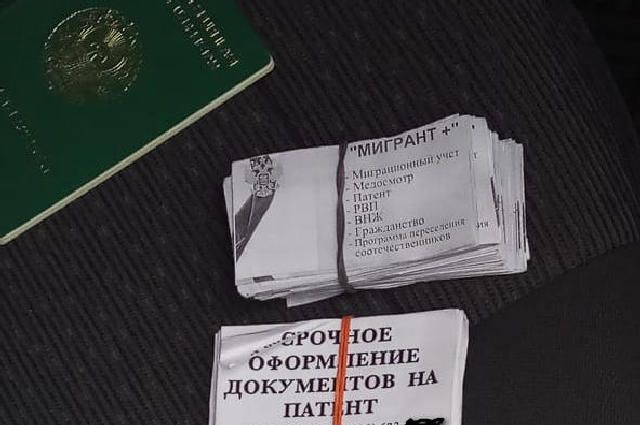 "МИГРАНТ +"
- Миграционный учет
- Медосмотр
- Патент
- РВП
- ВНЖ
- Гражданство
- Программа переселения
соотечественников
СРОЧНОЕ
ОФОРМЛЕНИЕ
ДОКУМЕНТОВ НА
ПАТЕНТ